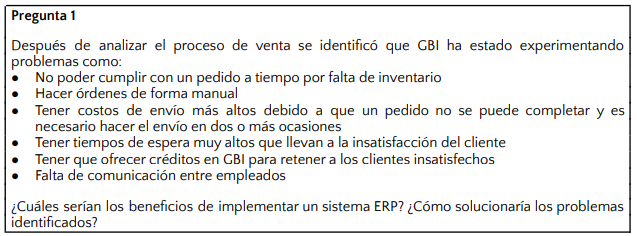 Pregunta 1
Después de analizar el proceso de venta se identificó que GBI ha estado experimentando
problemas como:
● No poder cumplir con un pedido a tiempo por falta de inventario
● Hacer órdenes de forma manual
● Tener costos de envío más altos debido a que un pedido no se puede completar y es
necesario hacer el envío en dos o más ocasiones
● Tener tiempos de espera muy altos que llevan a la insatisfacción del cliente
● Tener que ofrecer créditos en GBI para retener a los clientes insatisfechos
● Falta de comunicación entre empleados
¿Cuáles serían los beneficios de implementar un sistema ERP? ¿Cómo solucionaría los problemas
identificados?